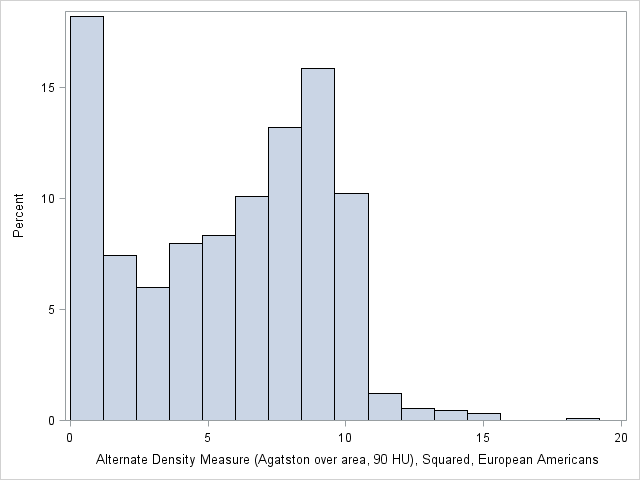 15
10
5
0
Percent
0 5 10 15 20
Alternate Density Measure (Agatston over area, 90 HU), Squared, European Americans